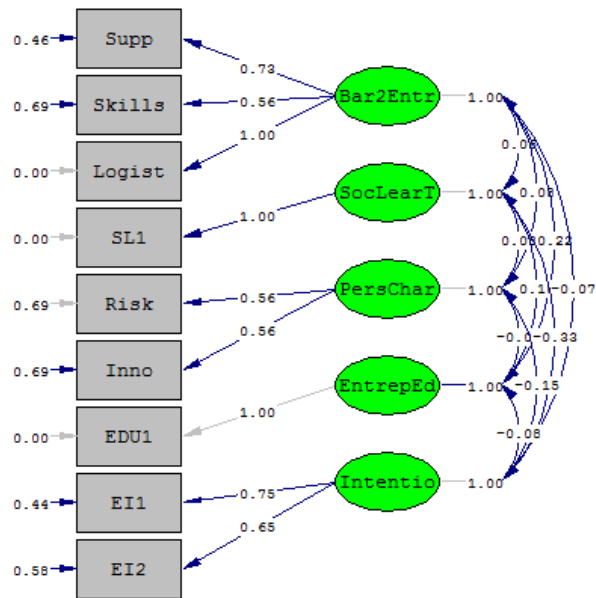 0.46 Supp
0.73
0.69 Skills 0.56 Bar2Entr 1.00
1.00
0.00 Logist
SocLearT 1.00
0.00 SL1 1.00
0.22
0.69 Risk 0.56 PersChar 1.00 -0.07
0.56
-0.33
0.69 Inno
EntrepEd 1.00 -0.15
0.00 EDU1 1.00
-0.08
0.44 EI1 0.75 Intentio 1.00
0.65
0.58 EI2